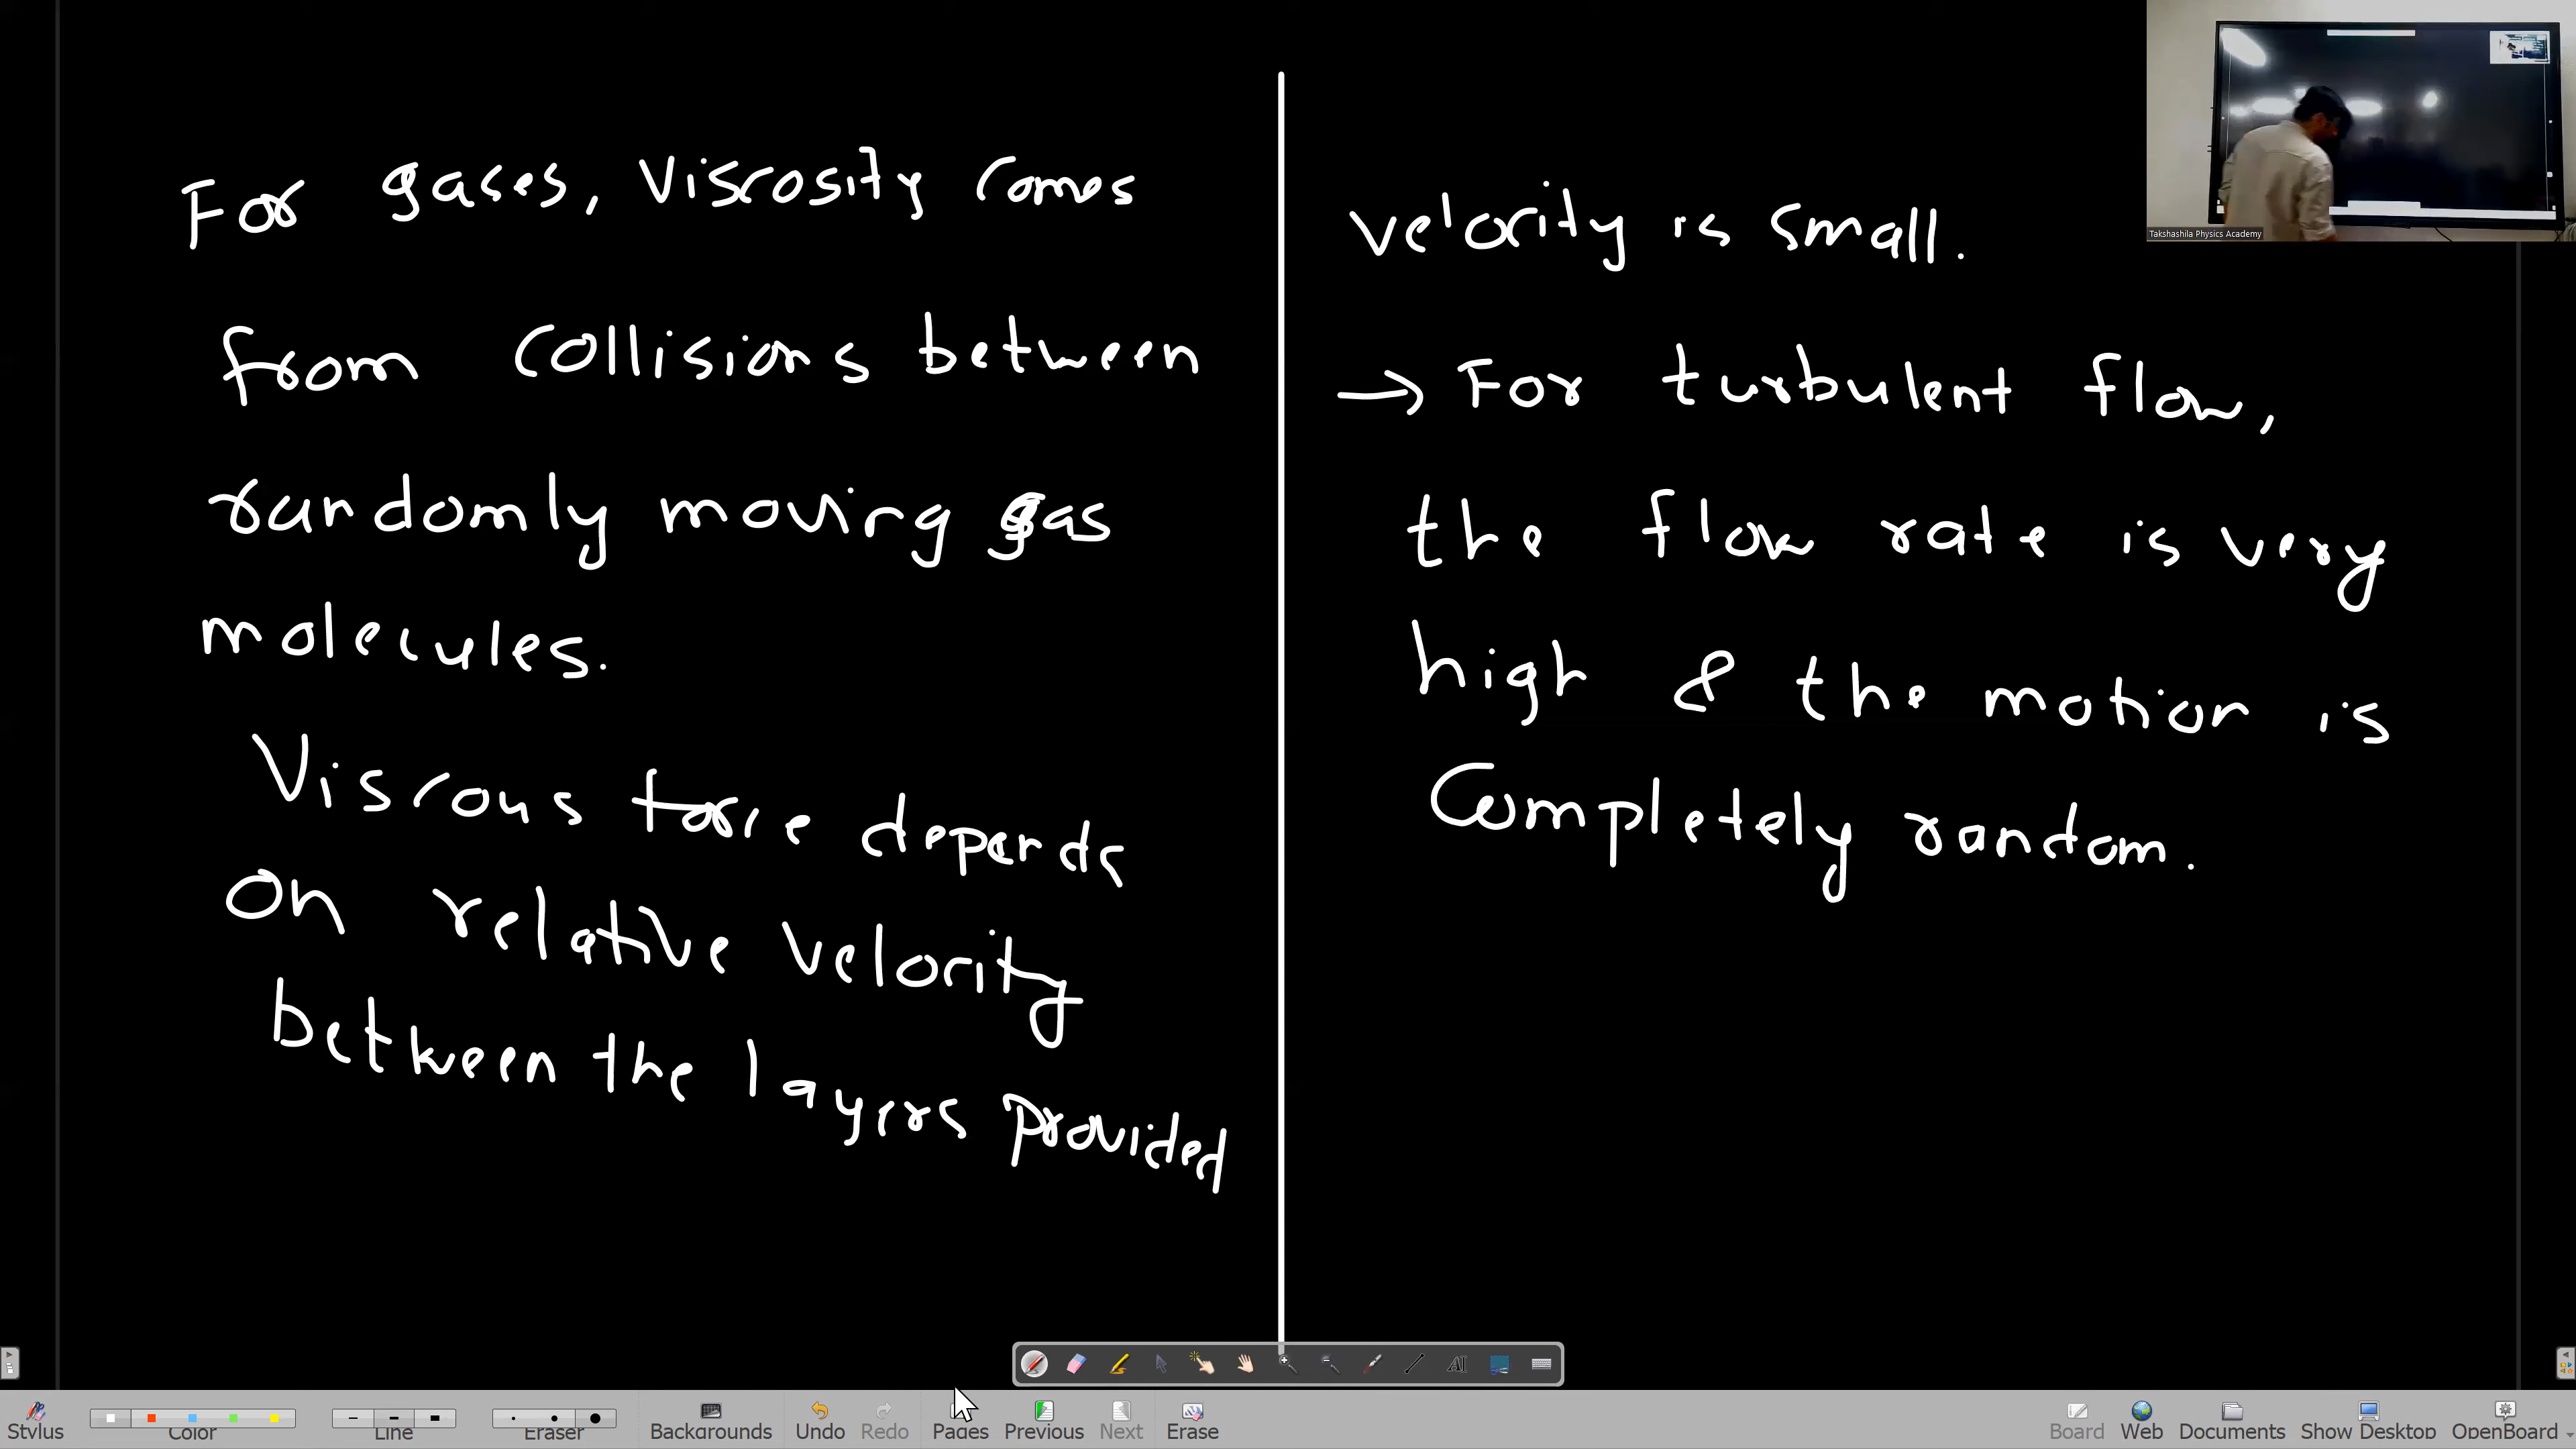 For gases, viscosity comes
from collisions between
randomly moving gas
molecules.
Viscous force depends
on relative velocity
between the layers provided
velocity is small.
→ For turbulent flow,
the flow rate is very
high & the motion is
Completely random.
Takshashila Physics Academy
Stylus
Color
Line
Eraser
Backgrounds
Undo
Redo
Pages
Previous
Next
Erase
Board
Web
Documents
Show Desktop
OpenBoard